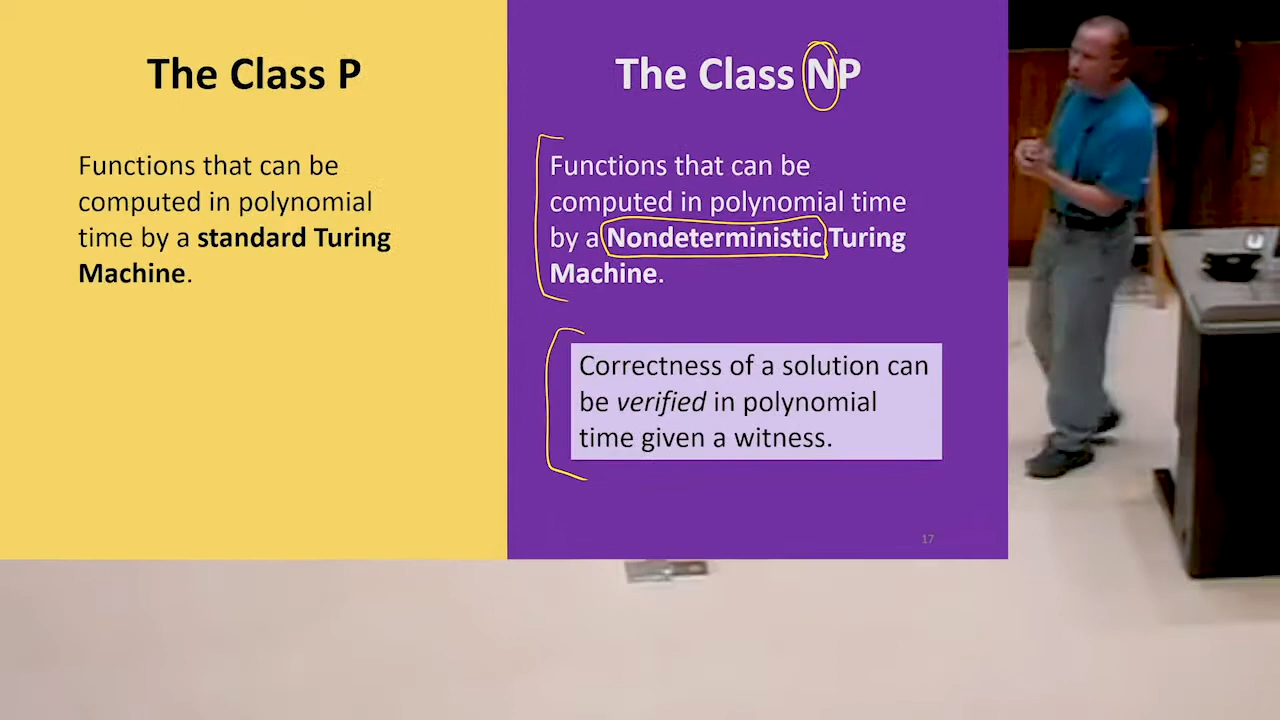 The Class P
Functions that can be
computed in polynomial
time by a standard Turing
Machine.
The Class NP
Functions that can be
computed in polynomial time
by a Nondeterministic Turing
Machine.
Correctness of a solution can
be verified in polynomial
time given a witness.
17